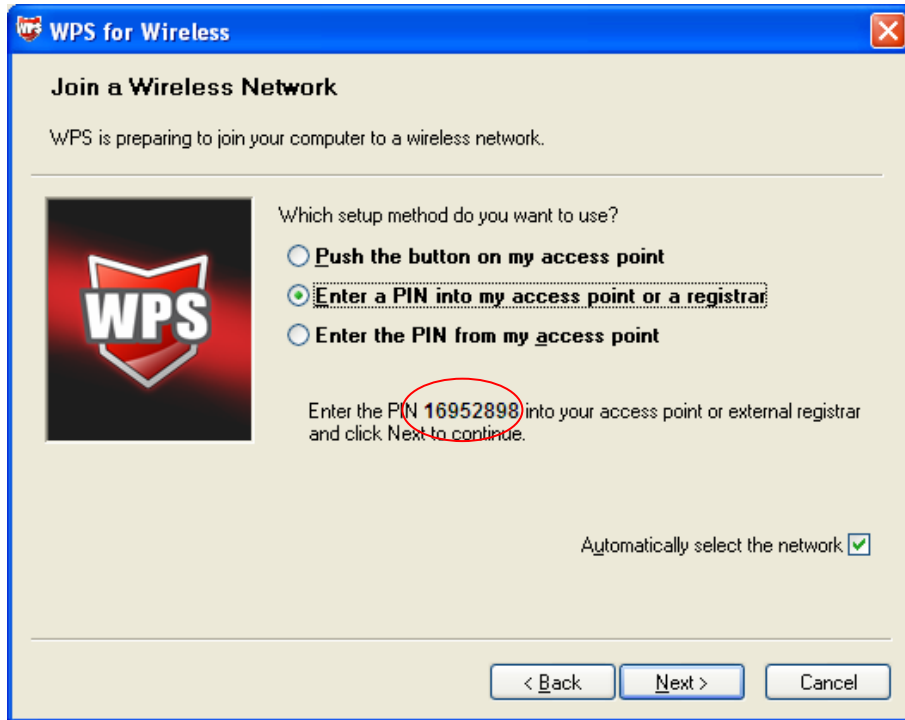 WPS for Wireless
Join a Wireless Network
WPS is preparing to join your computer to a wireless network.
Which setup method do you want to use?
Push the button on my access point
Enter a PIN into my access point or a registrar
Enter the PIN from my access point
WPS
Enter the PIN 16952898 into your access point or external registrar
and click Next to continue.
Automatically select the network
< Back
Next >
Cancel